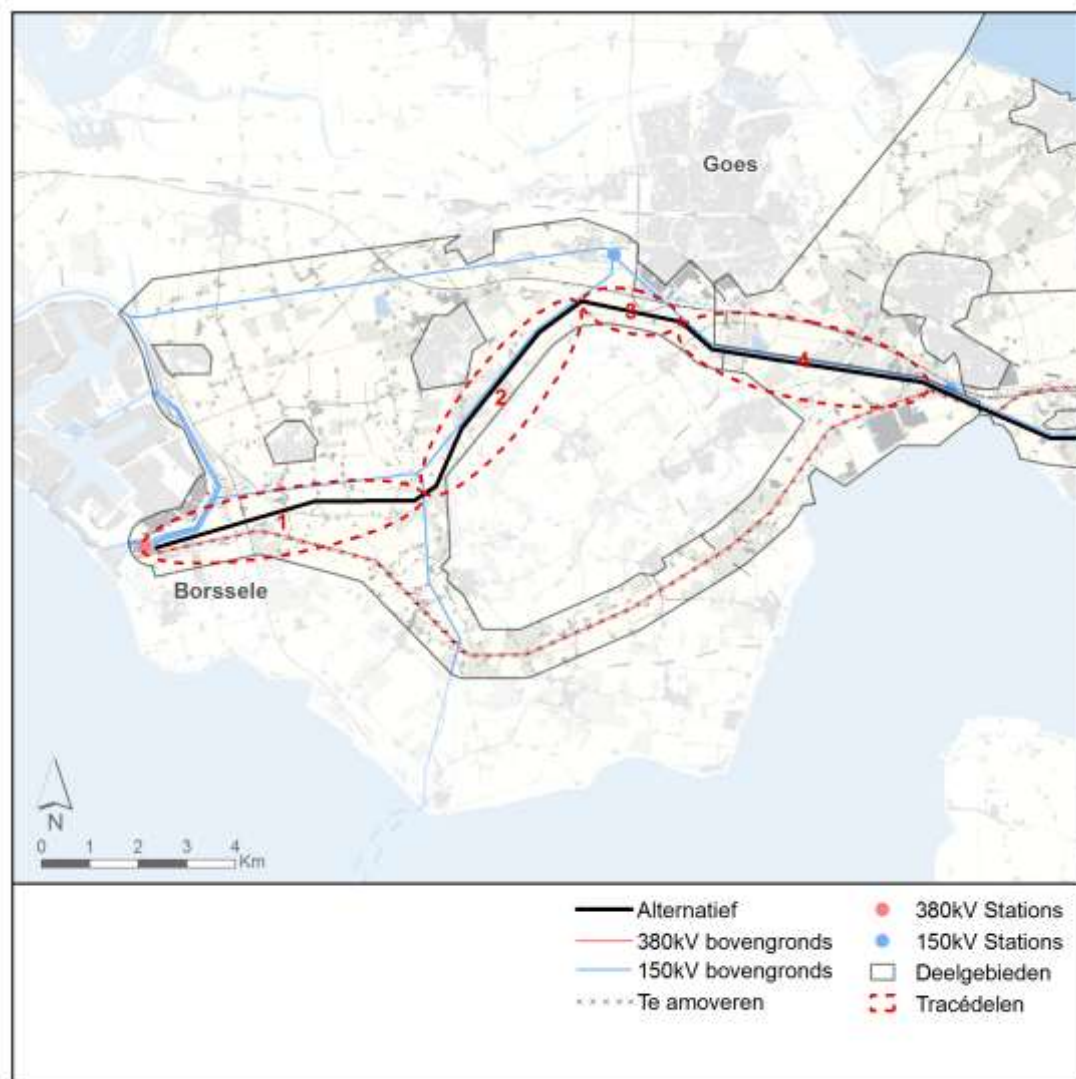 Goes
3
4
2
1
Borssele
N
0 1 2 3 4
Km
Alternatief
380kV bovengronds
150kV bovengronds
Te amoveren
380kV Stations
150kV Stations
Deelgebieden
Tracédelen